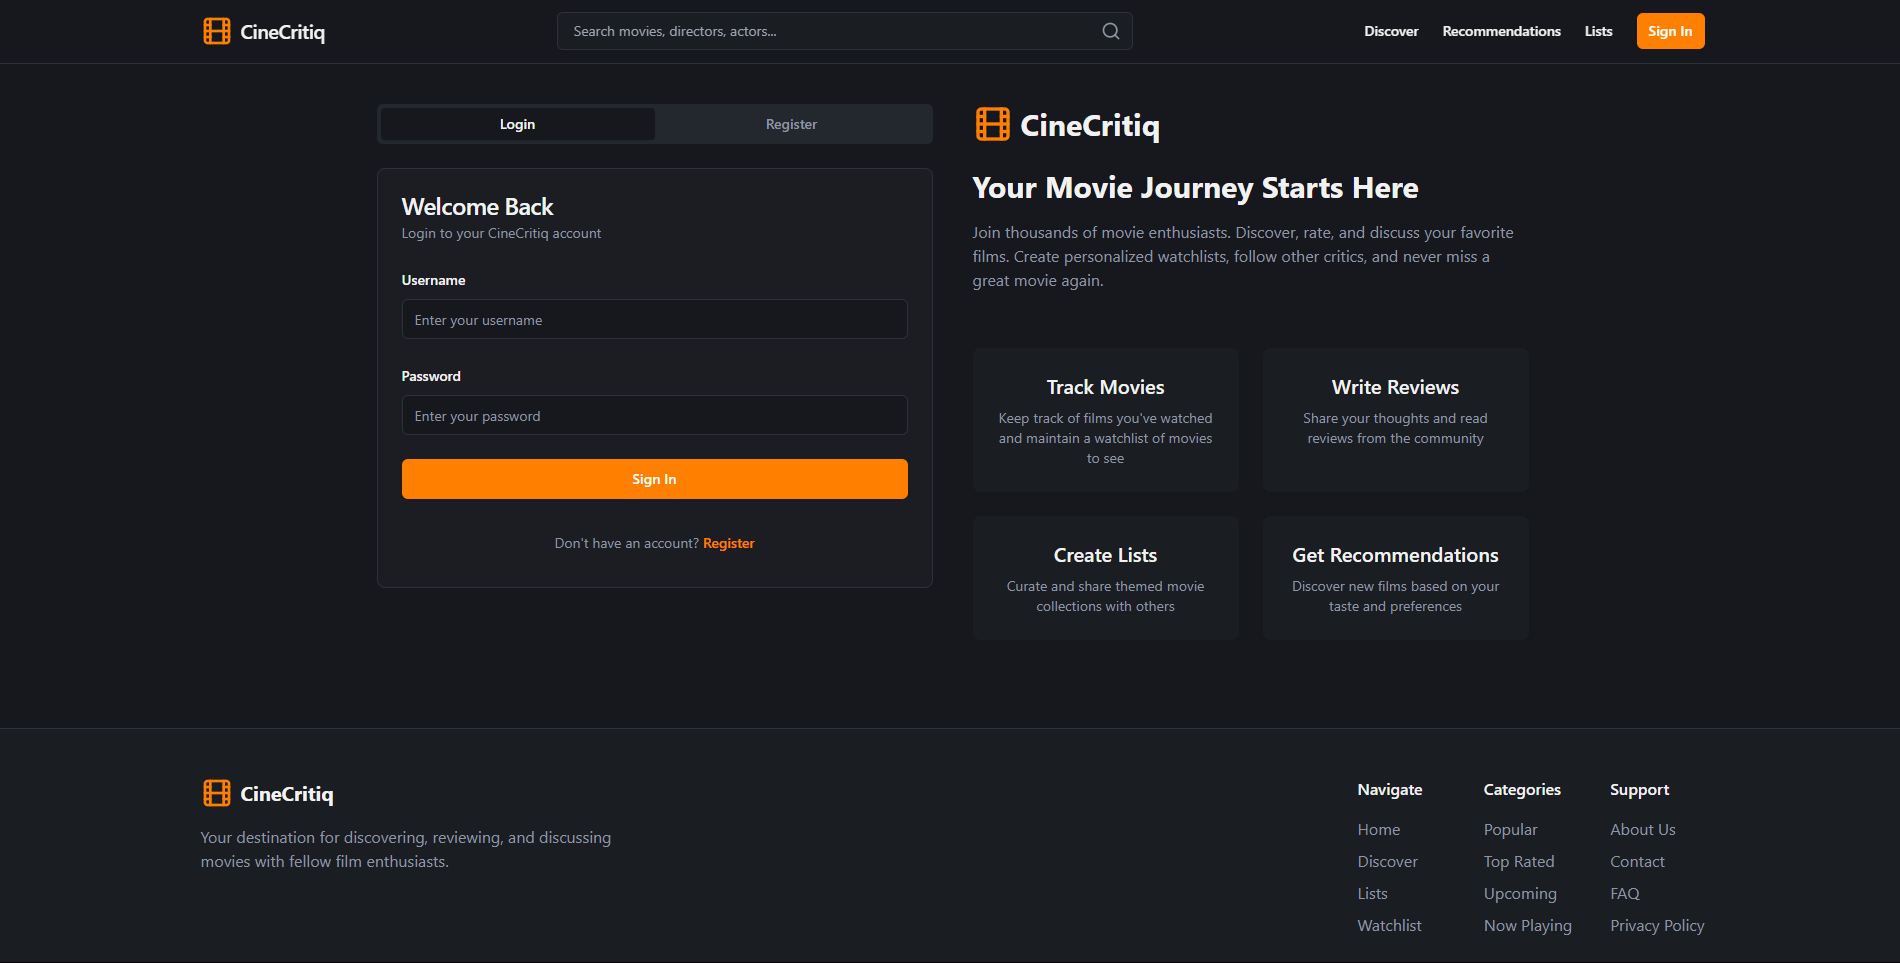 CineCritiq
Search movies, directors, actors...
Discover
Recommendations
Lists
Sign In
Login
Register
Welcome Back
Login to your CineCritiq account
Username
Enter your username
Password
Enter your password
Sign In
Don't have an account? Register
CineCritiq
Your Movie Journey Starts Here
Join thousands of movie enthusiasts. Discover, rate, and discuss your favorite
films. Create personalized watchlists, follow other critics, and never miss a
great movie again.
Track Movies
Keep track of films you've watched
and maintain a watchlist of movies
to see
Write Reviews
Share your thoughts and read
reviews from the community
Create Lists
Curate and share themed movie
collections with others
Get Recommendations
Discover new films based on your
taste and preferences
CineCritiq
Your destination for discovering, reviewing, and discussing
movies with fellow film enthusiasts.
Navigate
Home
Discover
Lists
Watchlist
Categories
Popular
Top Rated
Upcoming
Now Playing
Support
About Us
Contact
FAQ
Privacy Policy